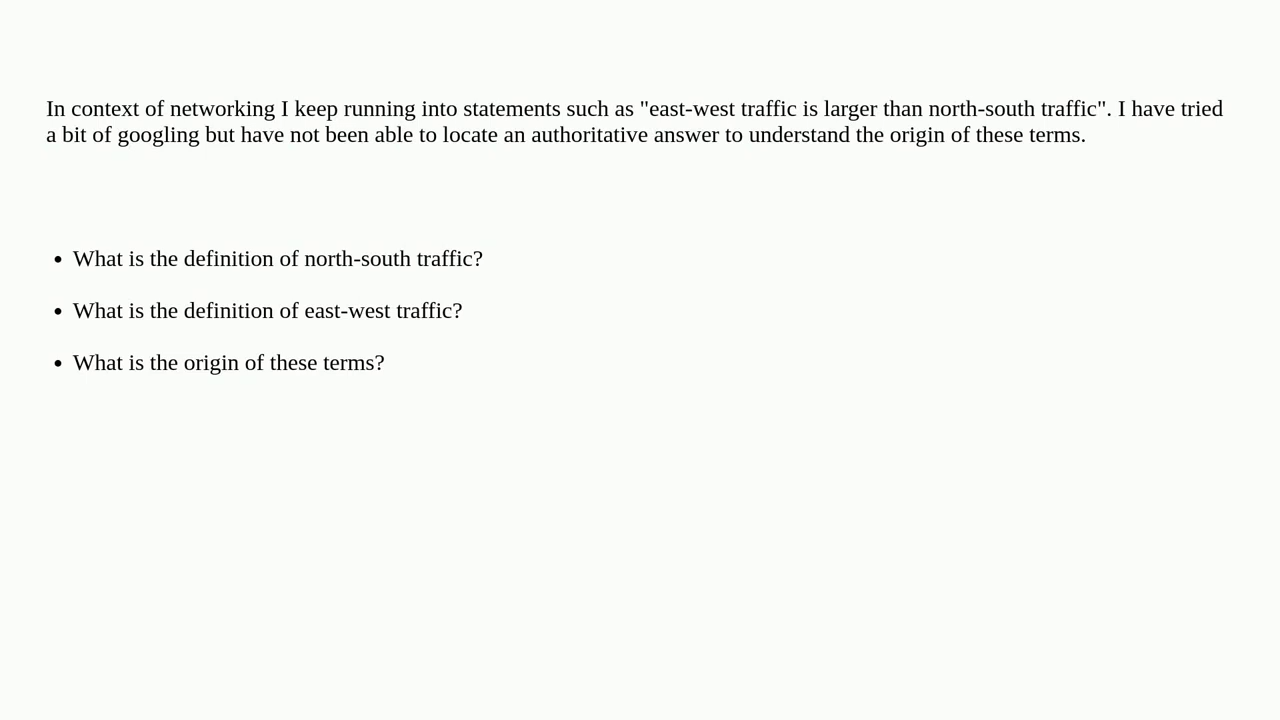 In context of networking I keep running into statements such as "east-west traffic is larger than north-south traffic". I have tried
a bit of googling but have not been able to locate an authoritative answer to understand the origin of these terms.
• What is the definition of north-south traffic?
• What is the definition of east-west traffic?
• What is the origin of these terms?